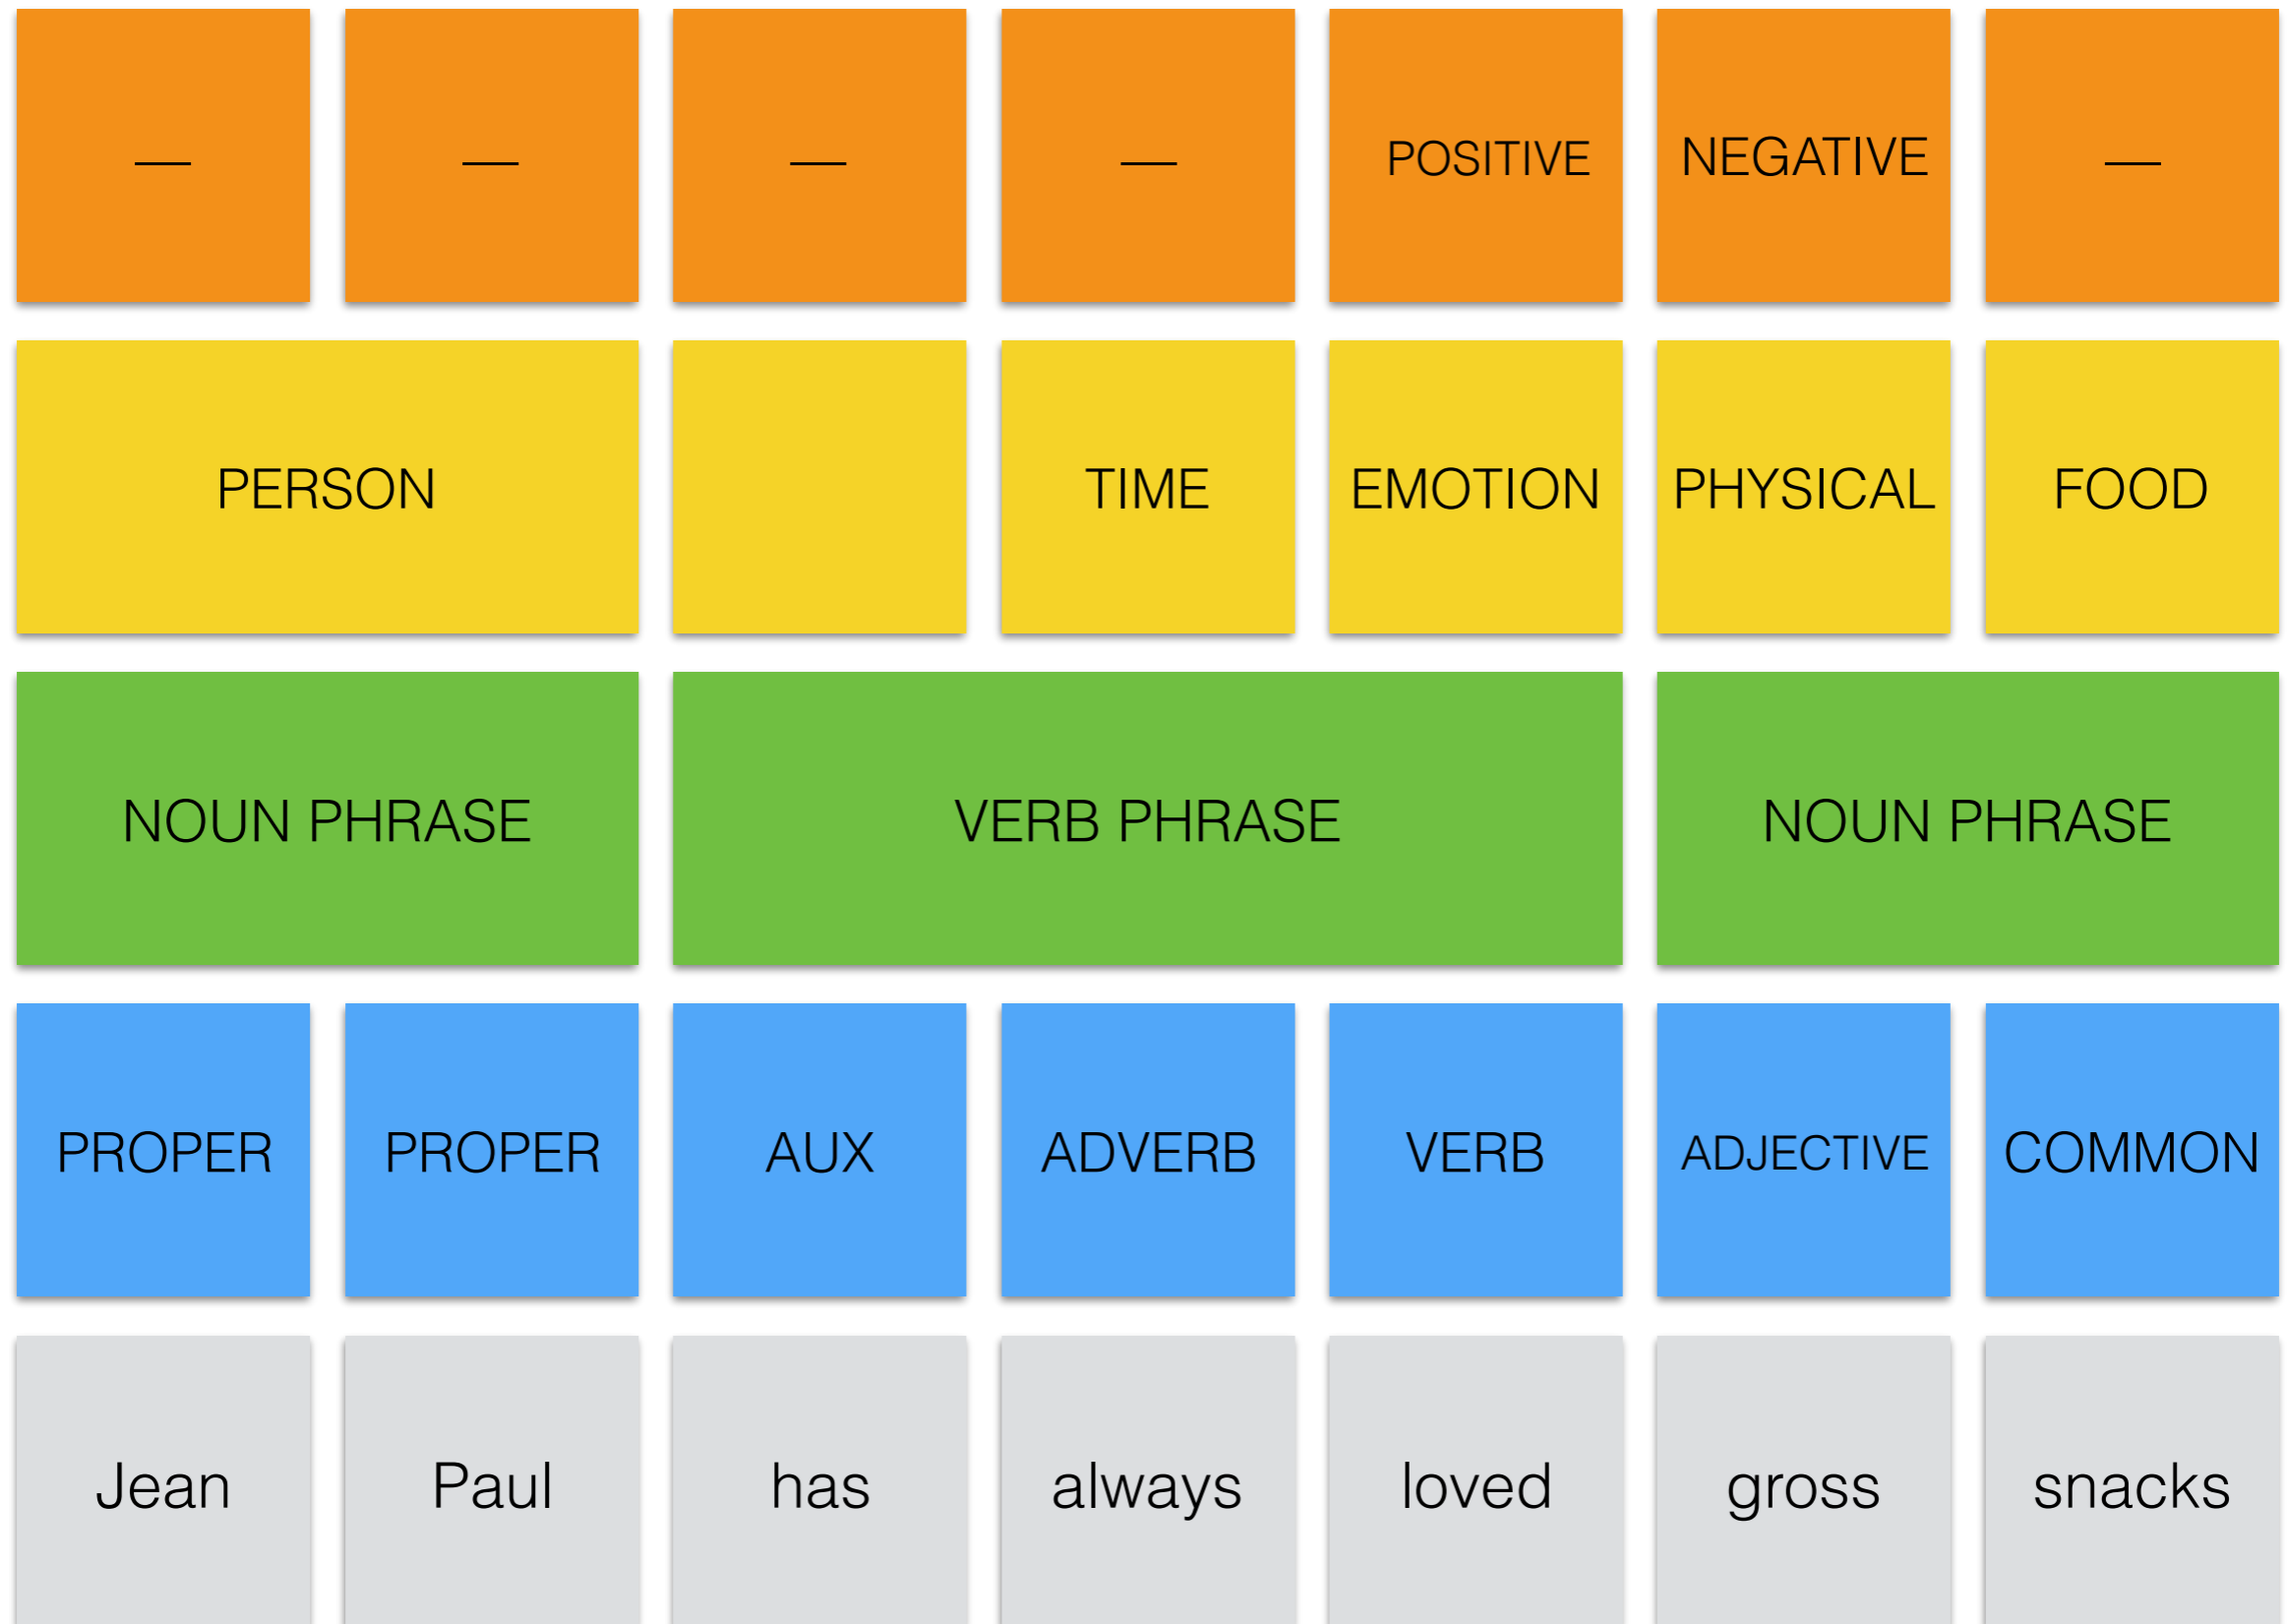 — — — — POSITIVE NEGATIVE —
PERSON TIME EMOTION PHYSICAL FOOD
NOUN PHRASE VERB PHRASE NOUN PHRASE
PROPER PROPER AUX ADVERB VERB ADJECTIVE COMMON
Jean Paul has always loved gross snacks